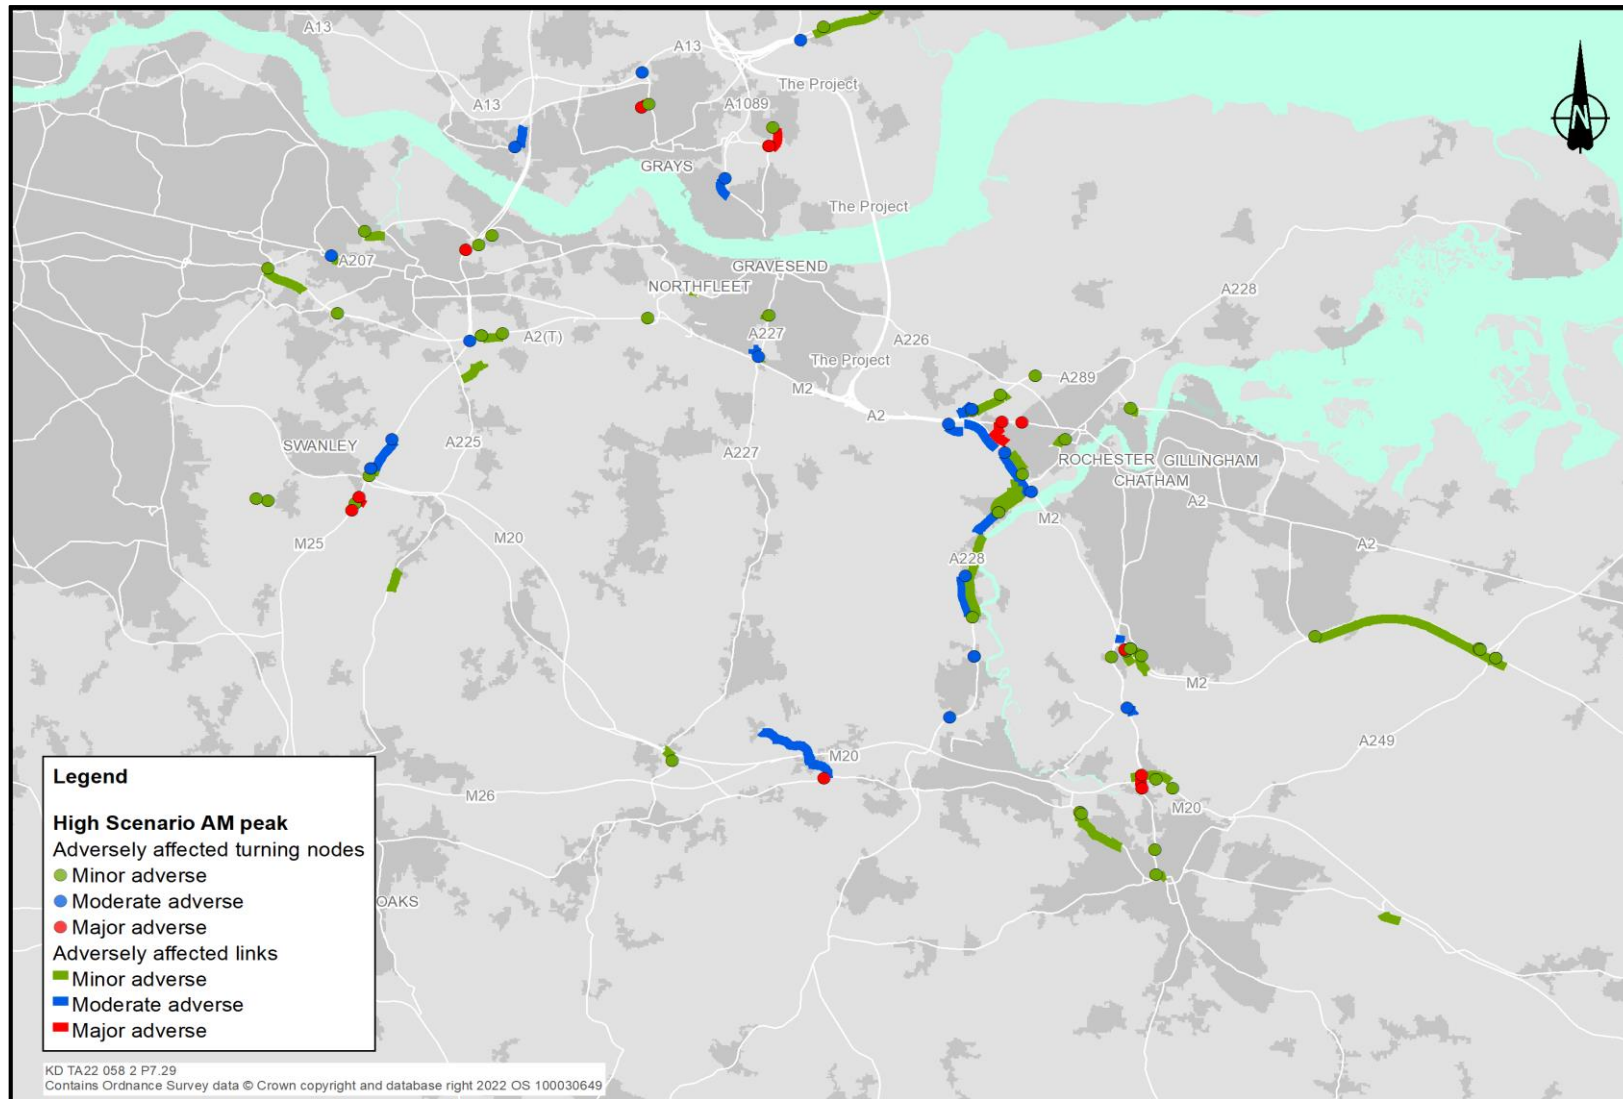 A13
A13
The Project
A13
A1089
N
GRAYS
The Project
A207
GRAVESEND
NORTHFLEET
A228
A2(T)
A227
A226
The Project
A289
M2
A2
SWANLEY
A225
A227
ROCHESTER
GILLINGHAM
CHATHAM
A2
M25
M20
M2
A2
A228
M2
A249
M20
M26
M20
OAKS
Legend
High Scenario AM peak
Adversely affected turning nodes
Minor adverse
Moderate adverse
Major adverse
Adversely affected links
Minor adverse
Moderate adverse
Major adverse
KD TA22 058 2 P7.29
Contains Ordnance Survey data © Crown copyright and database right 2022 OS 100030649